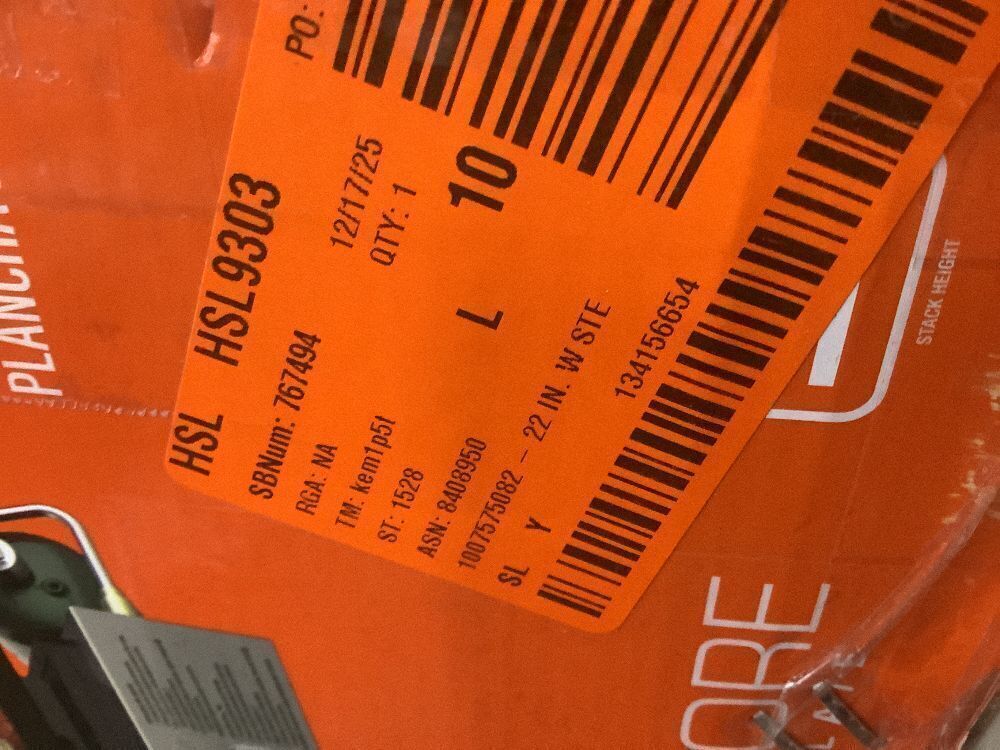 PLANCHA
HSL HSL9303
PO:
SBNum: 767494
RGA: NA 12/17/25
TM: kem1p5t QTY: 1
ST: 1528
ASN: 8408950 L 10
1007575082 - 22 IN. W STE
SL Y
134156654
STACK HEIGHT
ORE